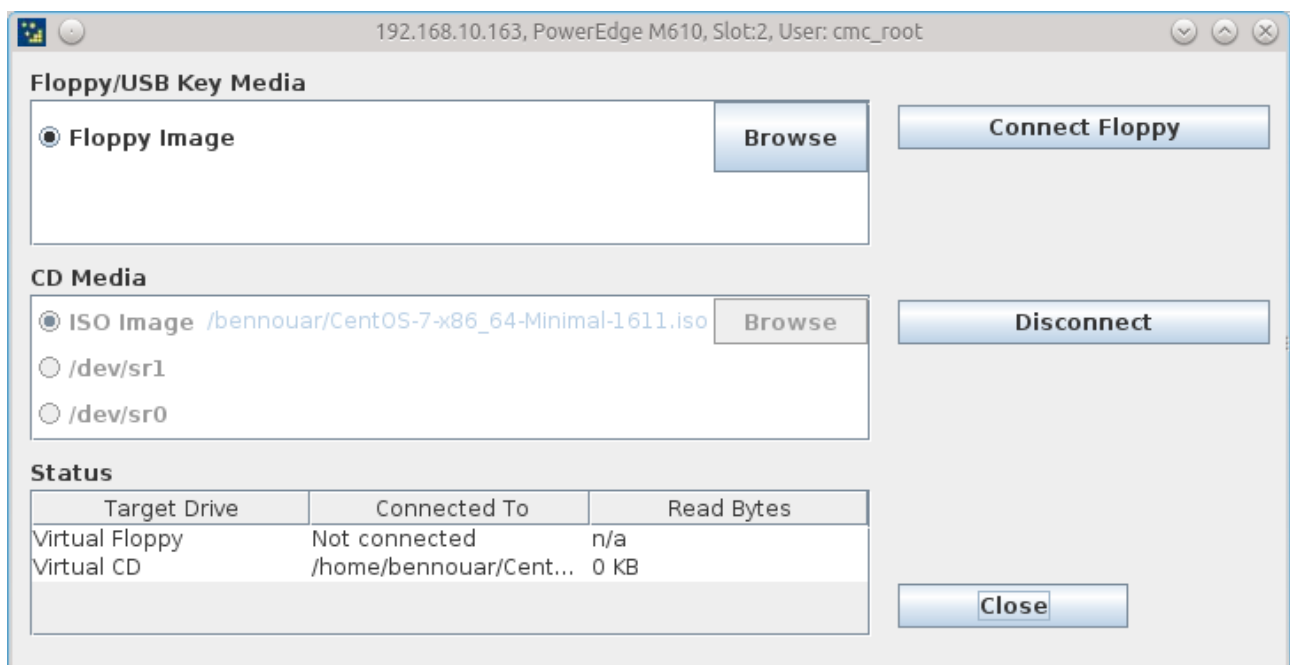 192.168.10.163, PowerEdge M610, Slot:2, User: cmc_root
Floppy/USB Key Media
Floppy Image
Browse
Connect Floppy
CD Media
ISO Image /bennouar/CentOS-7-x86_64-Minimal-1611.iso
Browse
Disconnect
/dev/sr1
/dev/sr0
Status
Target Drive Connected To Read Bytes
Virtual Floppy Not connected n/a
Virtual CD /home/bennouar/Cent... 0 KB
Close